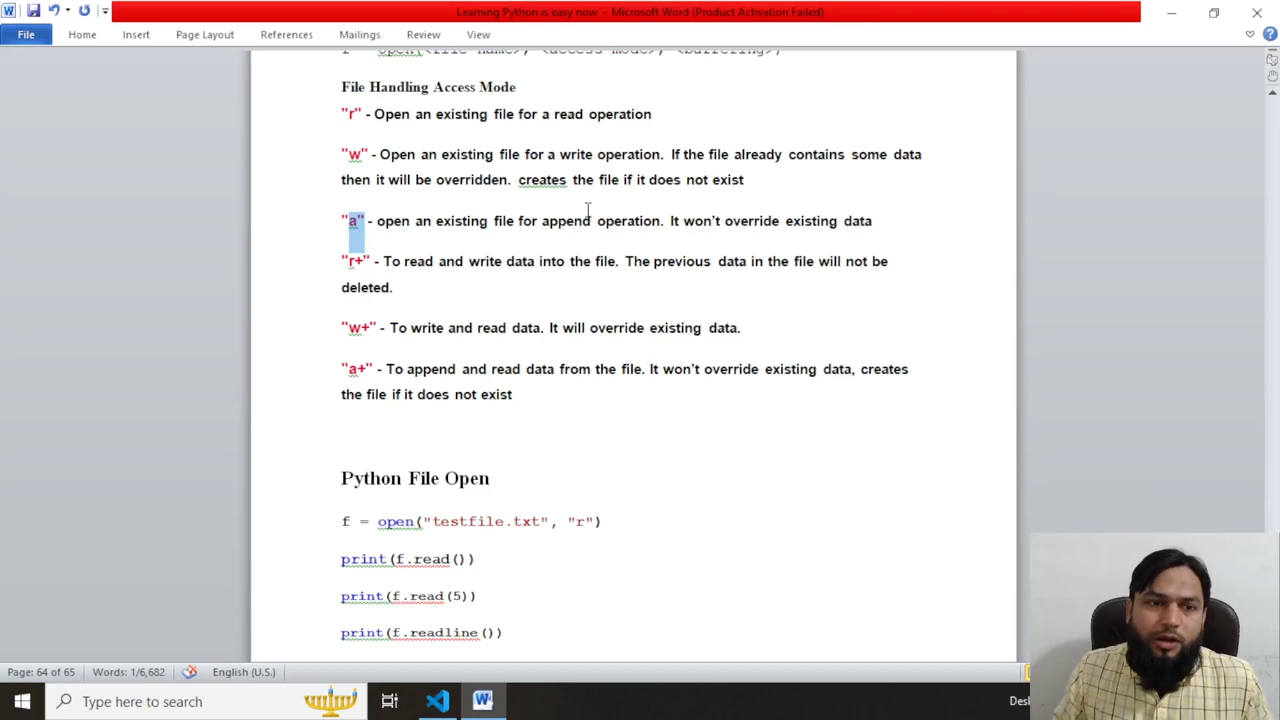 Learning Python is easy now - Microsoft Word (Product Activation Failed)
File Home Insert Page Layout References Mailings Review View
f = open(<file-name>, <access-mode>, <buffering>)
File Handling Access Mode
"r" - Open an existing file for a read operation
"w" - Open an existing file for a write operation. If the file already contains some data
then it will be overridden. creates the file if it does not exist
"a" - open an existing file for append operation. It won't override existing data
"r+" - To read and write data into the file. The previous data in the file will not be
deleted.
"w+" - To write and read data. It will override existing data.
"a+" - To append and read data from the file. It won't override existing data, creates
the file if it does not exist
Python File Open
f = open("testfile.txt", "r")
print(f.read())
print(f.read(5))
print(f.readline())
Page: 64 of 65 Words: 1/6,682 English (U.S.)
Type here to search
Desk